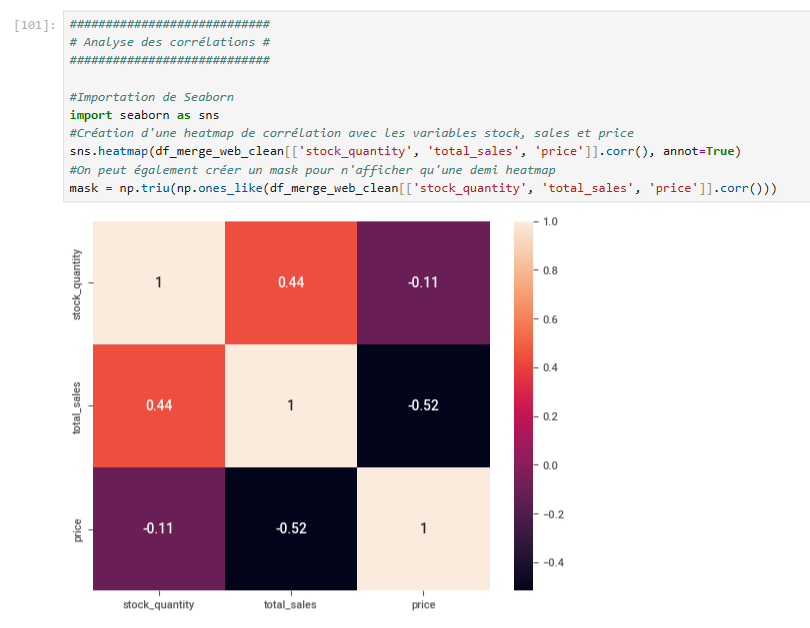 [101]: ############################
# Analyse des corrélations #
############################
#Importation de Seaborn
import seaborn as sns
#Création d'une heatmap de corrélation avec les variables stock, sales et price
sns.heatmap(df_merge_web_clean[['stock_quantity', 'total_sales', 'price']].corr(), annot=True)
#On peut également créer un mask pour n'afficher qu'une demi heatmap
mask = np.triu(np.ones_like(df_merge_web_clean[['stock_quantity', 'total_sales', 'price']].corr()))
stock_quantity
1
0.44
-0.11
total_sales
0.44
1
-0.52
price
-0.11
-0.52
1
stock_quantity
total_sales
price
1.0
0.8
0.6
0.4
0.2
0.0
-0.2
-0.4